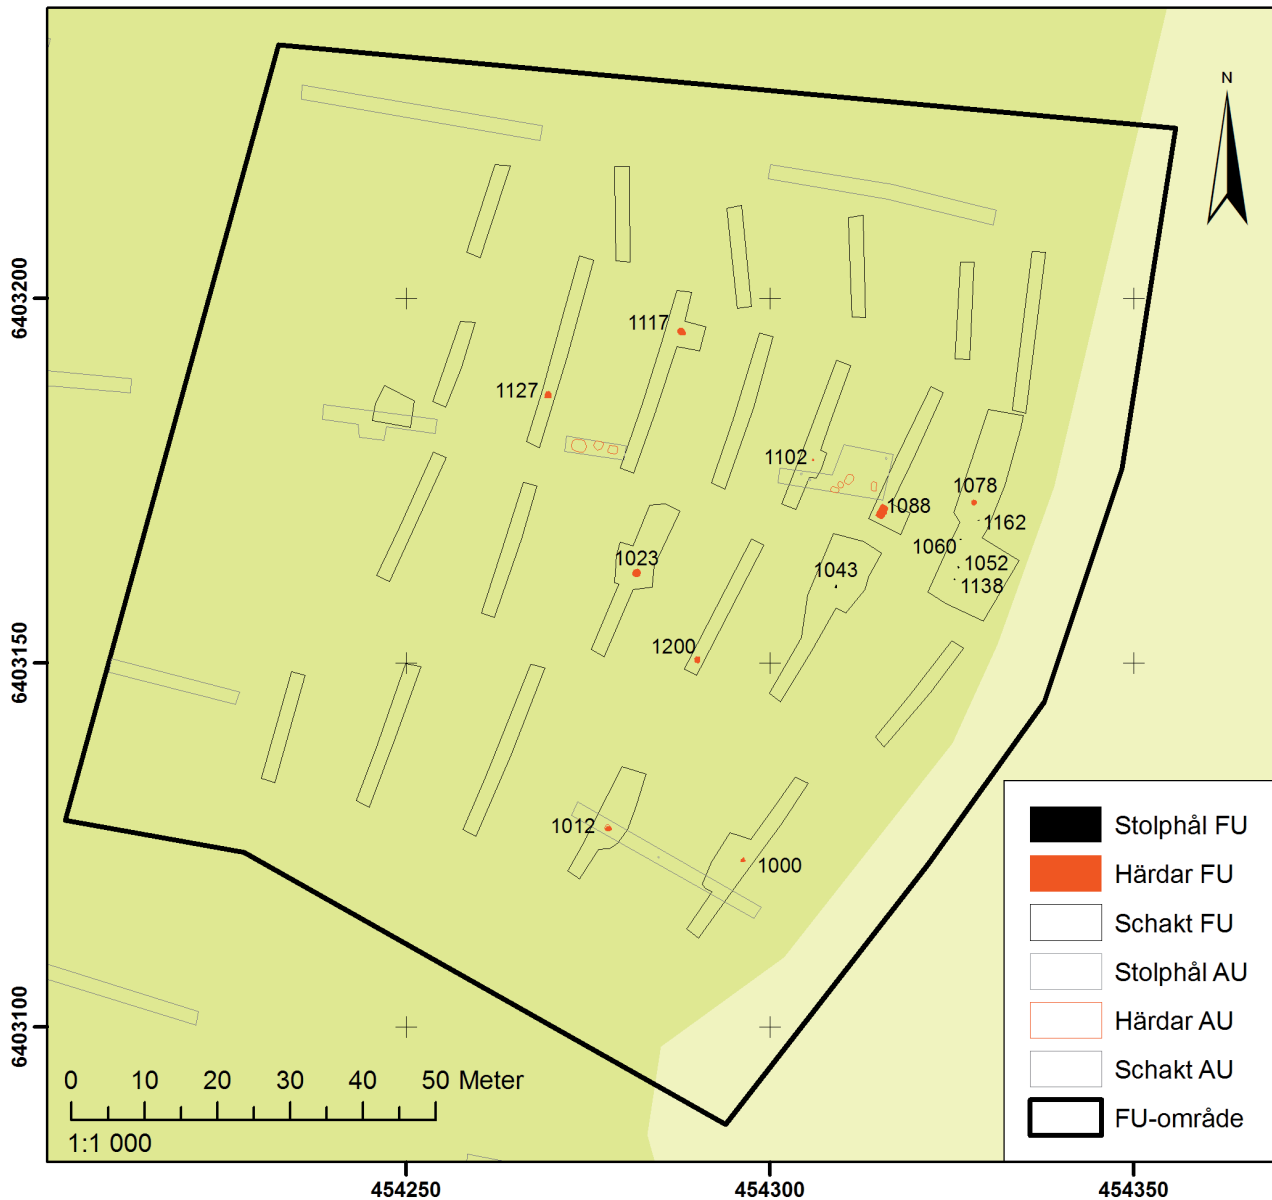 N
6403200
6403150
6403100
1117
1127
1102
1088
1078
1162
1060
1052
1138
1023
1043
1200
1012
1000
0 10 20 30 40 50 Meter
1:1 000
Stolphål FU
Härdar FU
Schakt FU
Stolphål AU
Härdar AU
Schakt AU
FU-område
454250
454300
454350